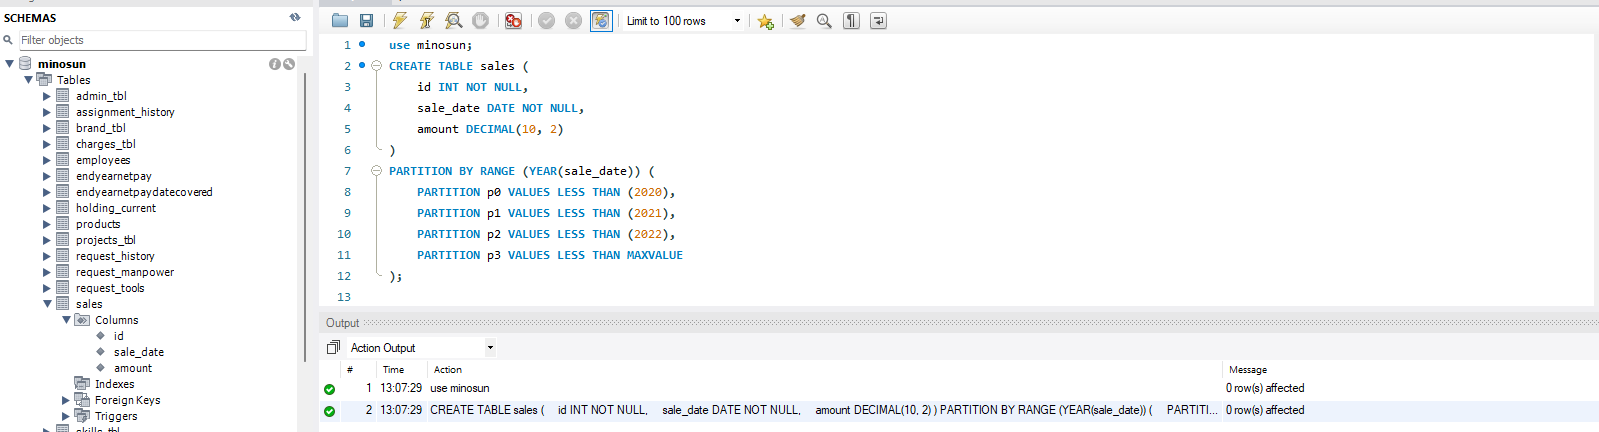 SCHEMAS
Filter objects
minosun
Tables
admin_tbl
assignment_history
brand_tbl
charges_tbl
employees
endyearnetpay
endyearnetpaydatecovered
holding_current
products
projects_tbl
request_history
request_manpower
request_tools
sales
Columns
id
sale_date
amount
Indexes
Foreign Keys
Triggers
Limit to 100 rows
1 use minosun;
2 CREATE TABLE sales (
3 id INT NOT NULL,
4 sale_date DATE NOT NULL,
5 amount DECIMAL(10, 2)
6 )
7 PARTITION BY RANGE (YEAR(sale_date)) (
8 PARTITION p0 VALUES LESS THAN (2020),
9 PARTITION p1 VALUES LESS THAN (2021),
10 PARTITION p2 VALUES LESS THAN (2022),
11 PARTITION p3 VALUES LESS THAN MAXVALUE
12 );
13
Output
Action Output
# Time Action Message
1 13:07:29 use minosun 0 row(s) affected
2 13:07:29 CREATE TABLE sales ( id INT NOT NULL, sale_date DATE NOT NULL, amount DECIMAL(10, 2) ) PARTITION BY RANGE (YEAR(sale_date)) ( PARTITI... 0 row(s) affected